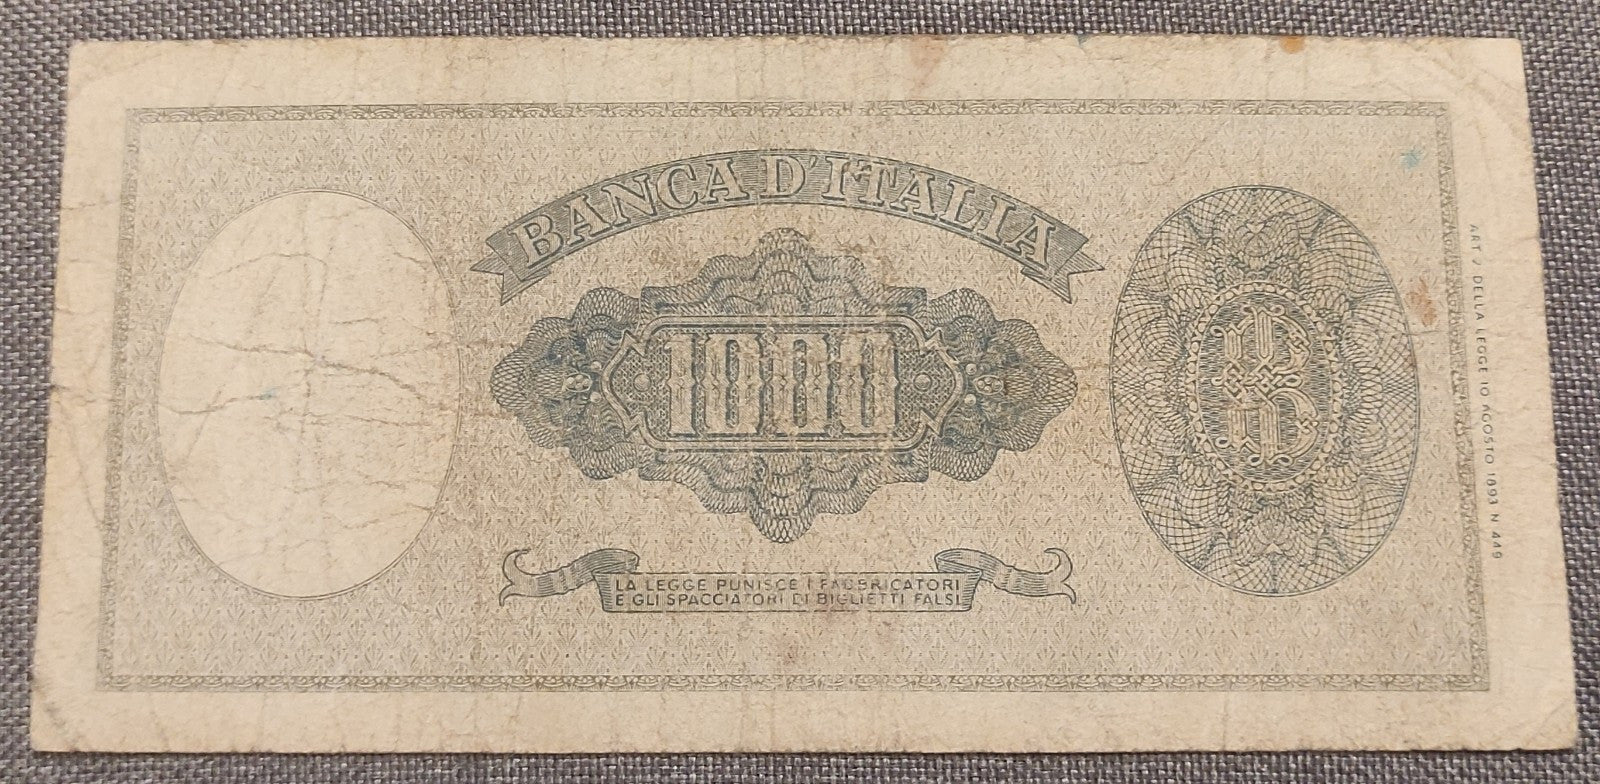 BANCA D'ITALIA
1000
B
LA LEGGE PUNISCE I FABBRICATORI
E GLI SPACCIATORI DI BIGLIETTI FALSI
ART 7 DELLA LEGGE 10 AGOSTO 1893 N 449